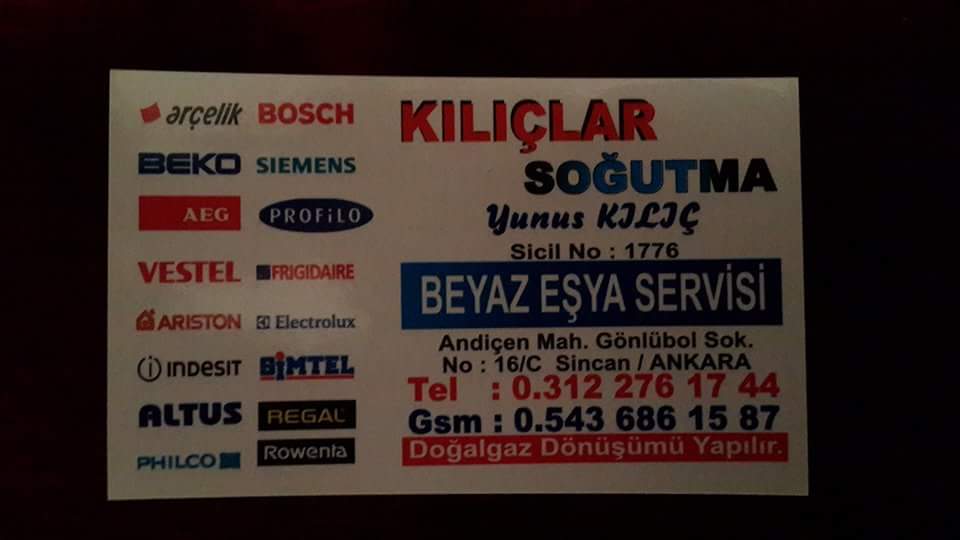 arçelik BOSCH
BEKO SIEMENS
AEG PROFiLO
VESTEL FRIGIDAIRE
ARISTON Electrolux
indesit BiMTEL
ALTUS REGAL
PHILCO Rowenta
KILIÇLAR
SOĞUTMA
Yunus KILIÇ
Sicil No : 1776
BEYAZ EŞYA SERVİSİ
Andiçen Mah. Gönlübol Sok.
No : 16/C Sincan / ANKARA
Tel : 0.312 276 17 44
Gsm : 0.543 686 15 87
Doğalgaz Dönüşümü Yapılır.